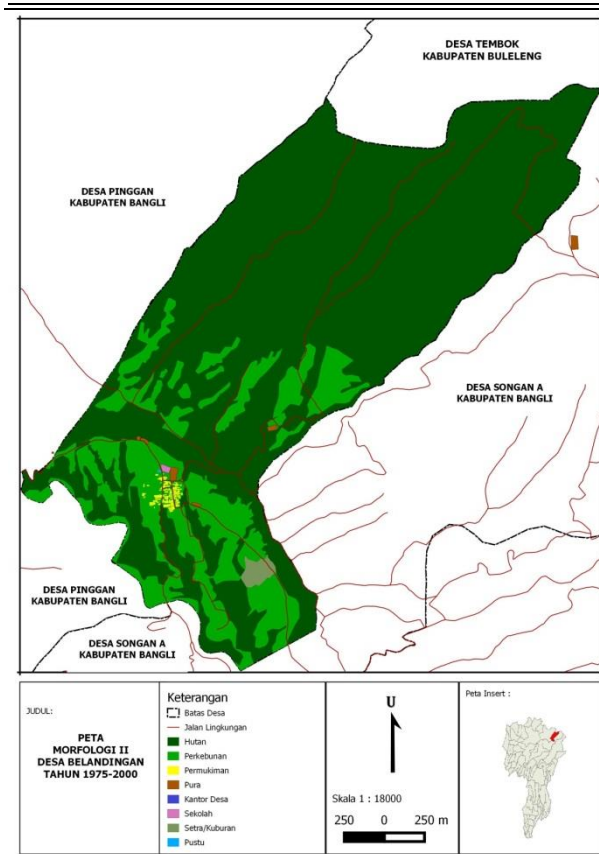 DESA TEMBOK
KABUPATEN BULELENG
DESA PINGGAN
KABUPATEN BANGLI
DESA SONGAN A
KABUPATEN BANGLI
DESA PINGGAN
KABUPATEN BANGLI
DESA SONGAN A
KABUPATEN BANGLI
JUDUL:
PETA
MORFOLOGI II
DESA BELANDINGAN
TAHUN 1975-2000
Keterangan
Batas Desa
Jalan Lingkungan
Hutan
Perkebunan
Permukiman
Pura
Kantor Desa
Sekolah
Setra/Kuburan
Pustu
U
Skala 1 : 18000
250 0 250 m
Peta Insert :